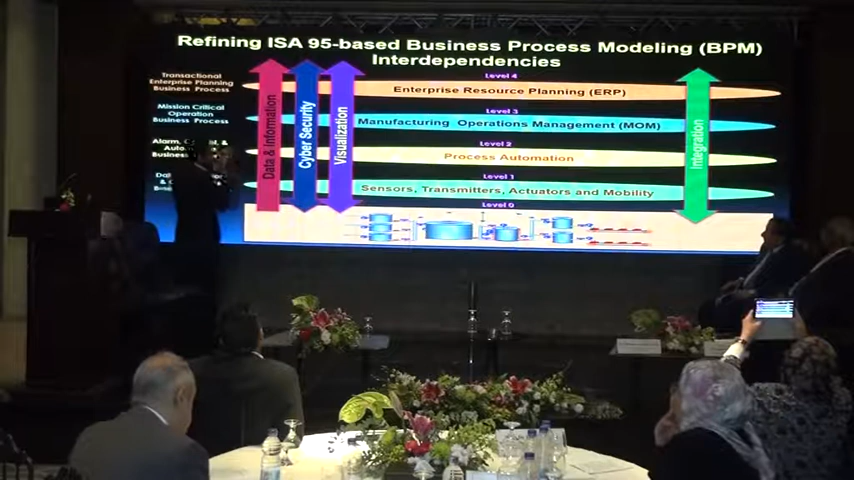 Refining ISA 95-based Business Process Modeling (BPM)
Interdependencies
Transactional
Enterprise Planning
Business Process
Level 4
Enterprise Resource Planning (ERP)
Mission Critical
Operation
Business Process
Level 3
Manufacturing Operations Management (MOM)
Alarm, &
Business
Level 2
Process Automation
Level 1
Sensors, Transmitters, Actuators and Mobility
Level 0
Data & Information
Cyber Security
Visualization
Integration